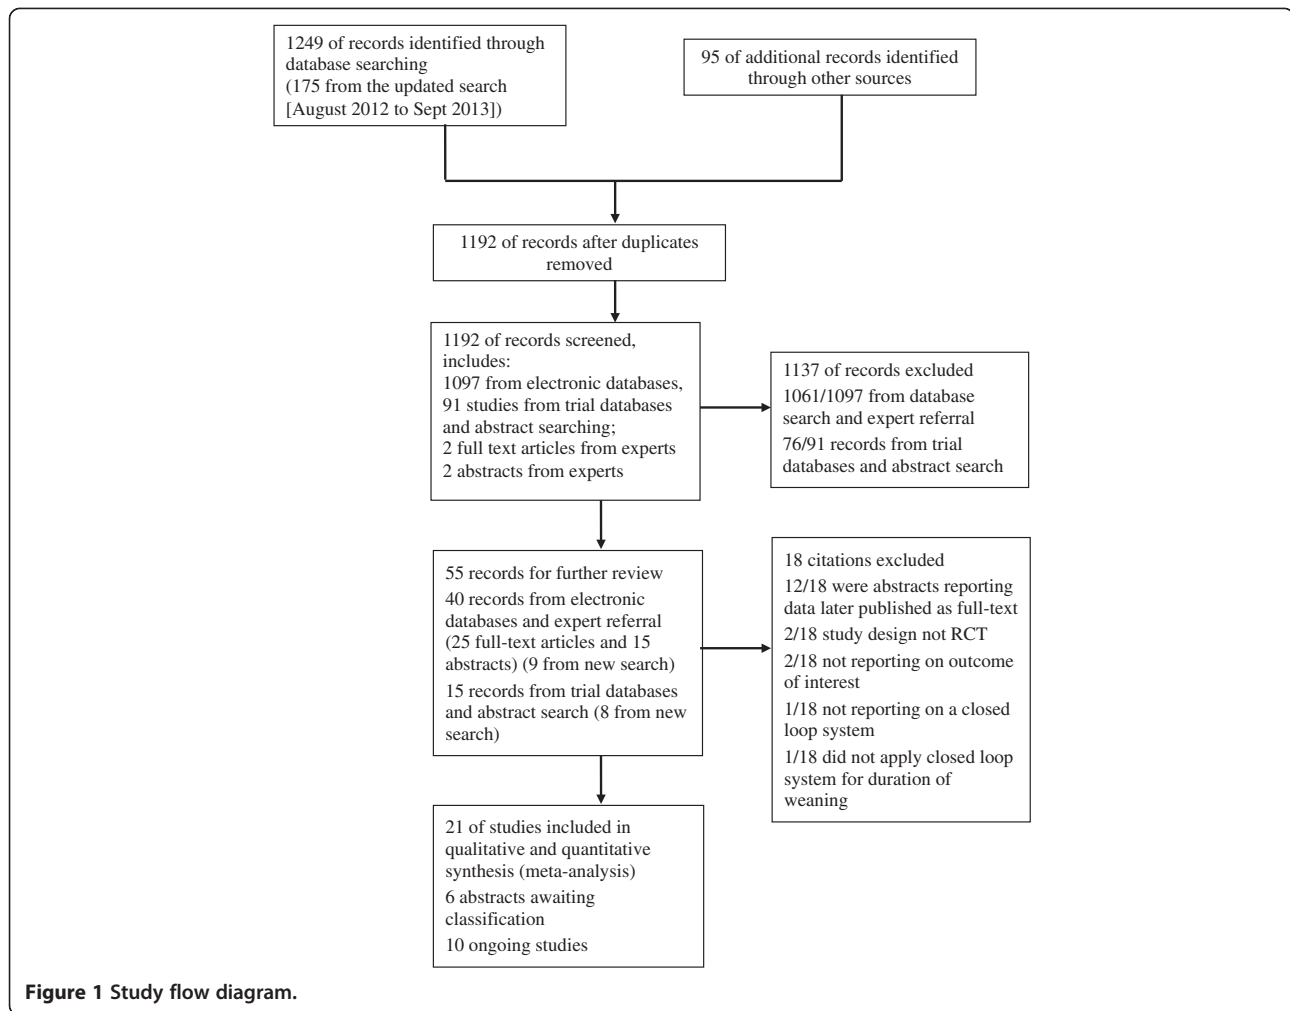 1249 of records identified through
database searching
(175 from the updated search
[August 2012 to Sept 2013])
95 of additional records identified
through other sources
1192 of records after duplicates
removed
1192 of records screened,
includes:
1097 from electronic databases,
91 studies from trial databases
and abstract searching;
2 full text articles from experts
2 abstracts from experts
1137 of records excluded
1061/1097 from database
search and expert referral
76/91 records from trial
databases and abstract search
55 records for further review
40 records from electronic
databases and expert referral
(25 full-text articles and 15
abstracts) (9 from new search)
15 records from trial databases
and abstract search (8 from new
search)
18 citations excluded
12/18 were abstracts reporting
data later published as full-text
2/18 study design not RCT
2/18 not reporting on outcome
of interest
1/18 not reporting on a closed
loop system
1/18 did not apply closed loop
system for duration of
weaning
21 of studies included in
qualitative and quantitative
synthesis (meta-analysis)
6 abstracts awaiting
classification
10 ongoing studies
Figure 1 Study flow diagram.